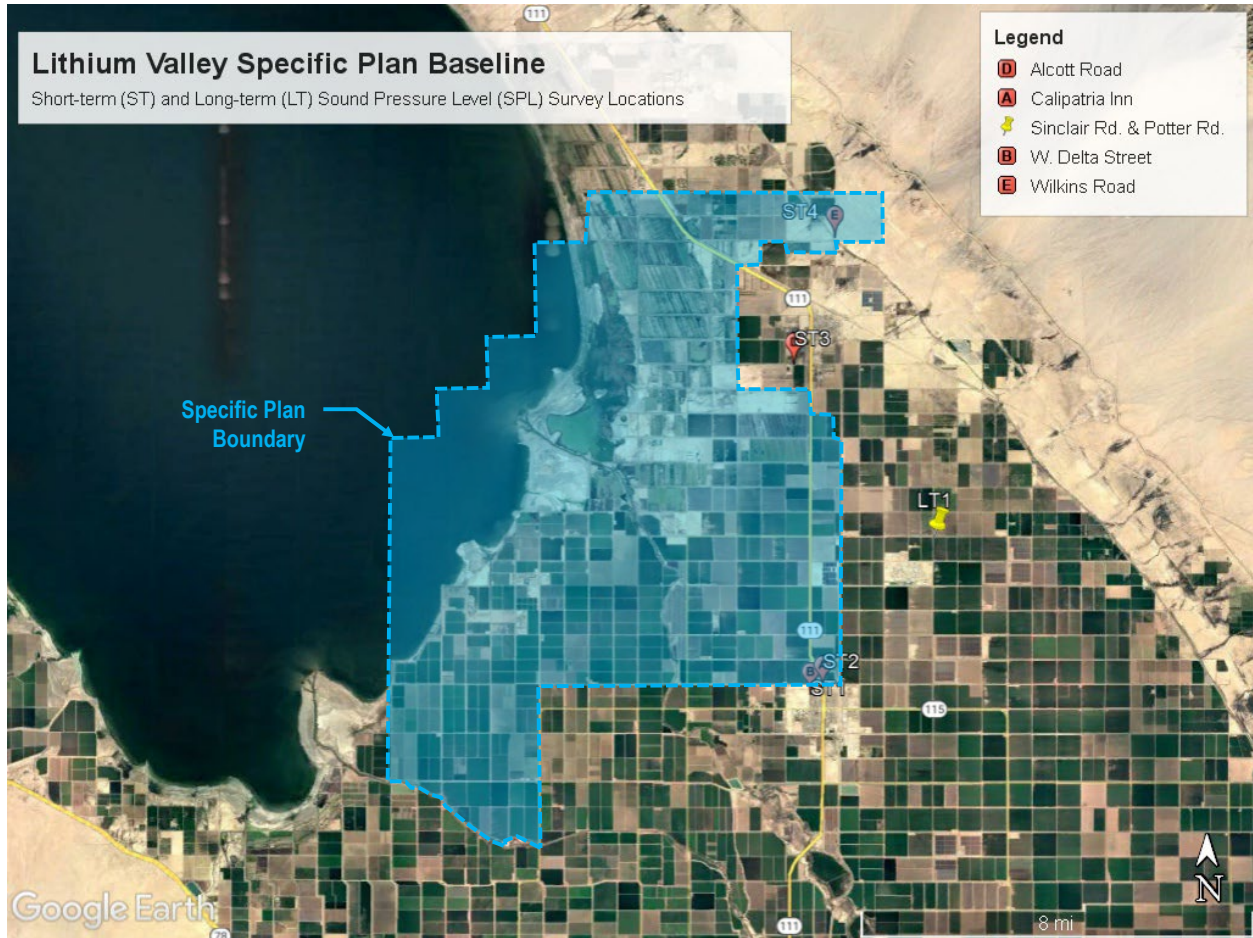 111
Lithium Valley Specific Plan Baseline
Short-term (ST) and Long-term (LT) Sound Pressure Level (SPL) Survey Locations
Legend
D Alcott Road
A Calipatria Inn
Sinclair Rd. & Potter Rd.
B W. Delta Street
E Wilkins Road
ST4
E
111
ST3
Specific Plan
Boundary
LT1
111
ST2
B
ST1
115
N
Google Earth
8 mi
111
78